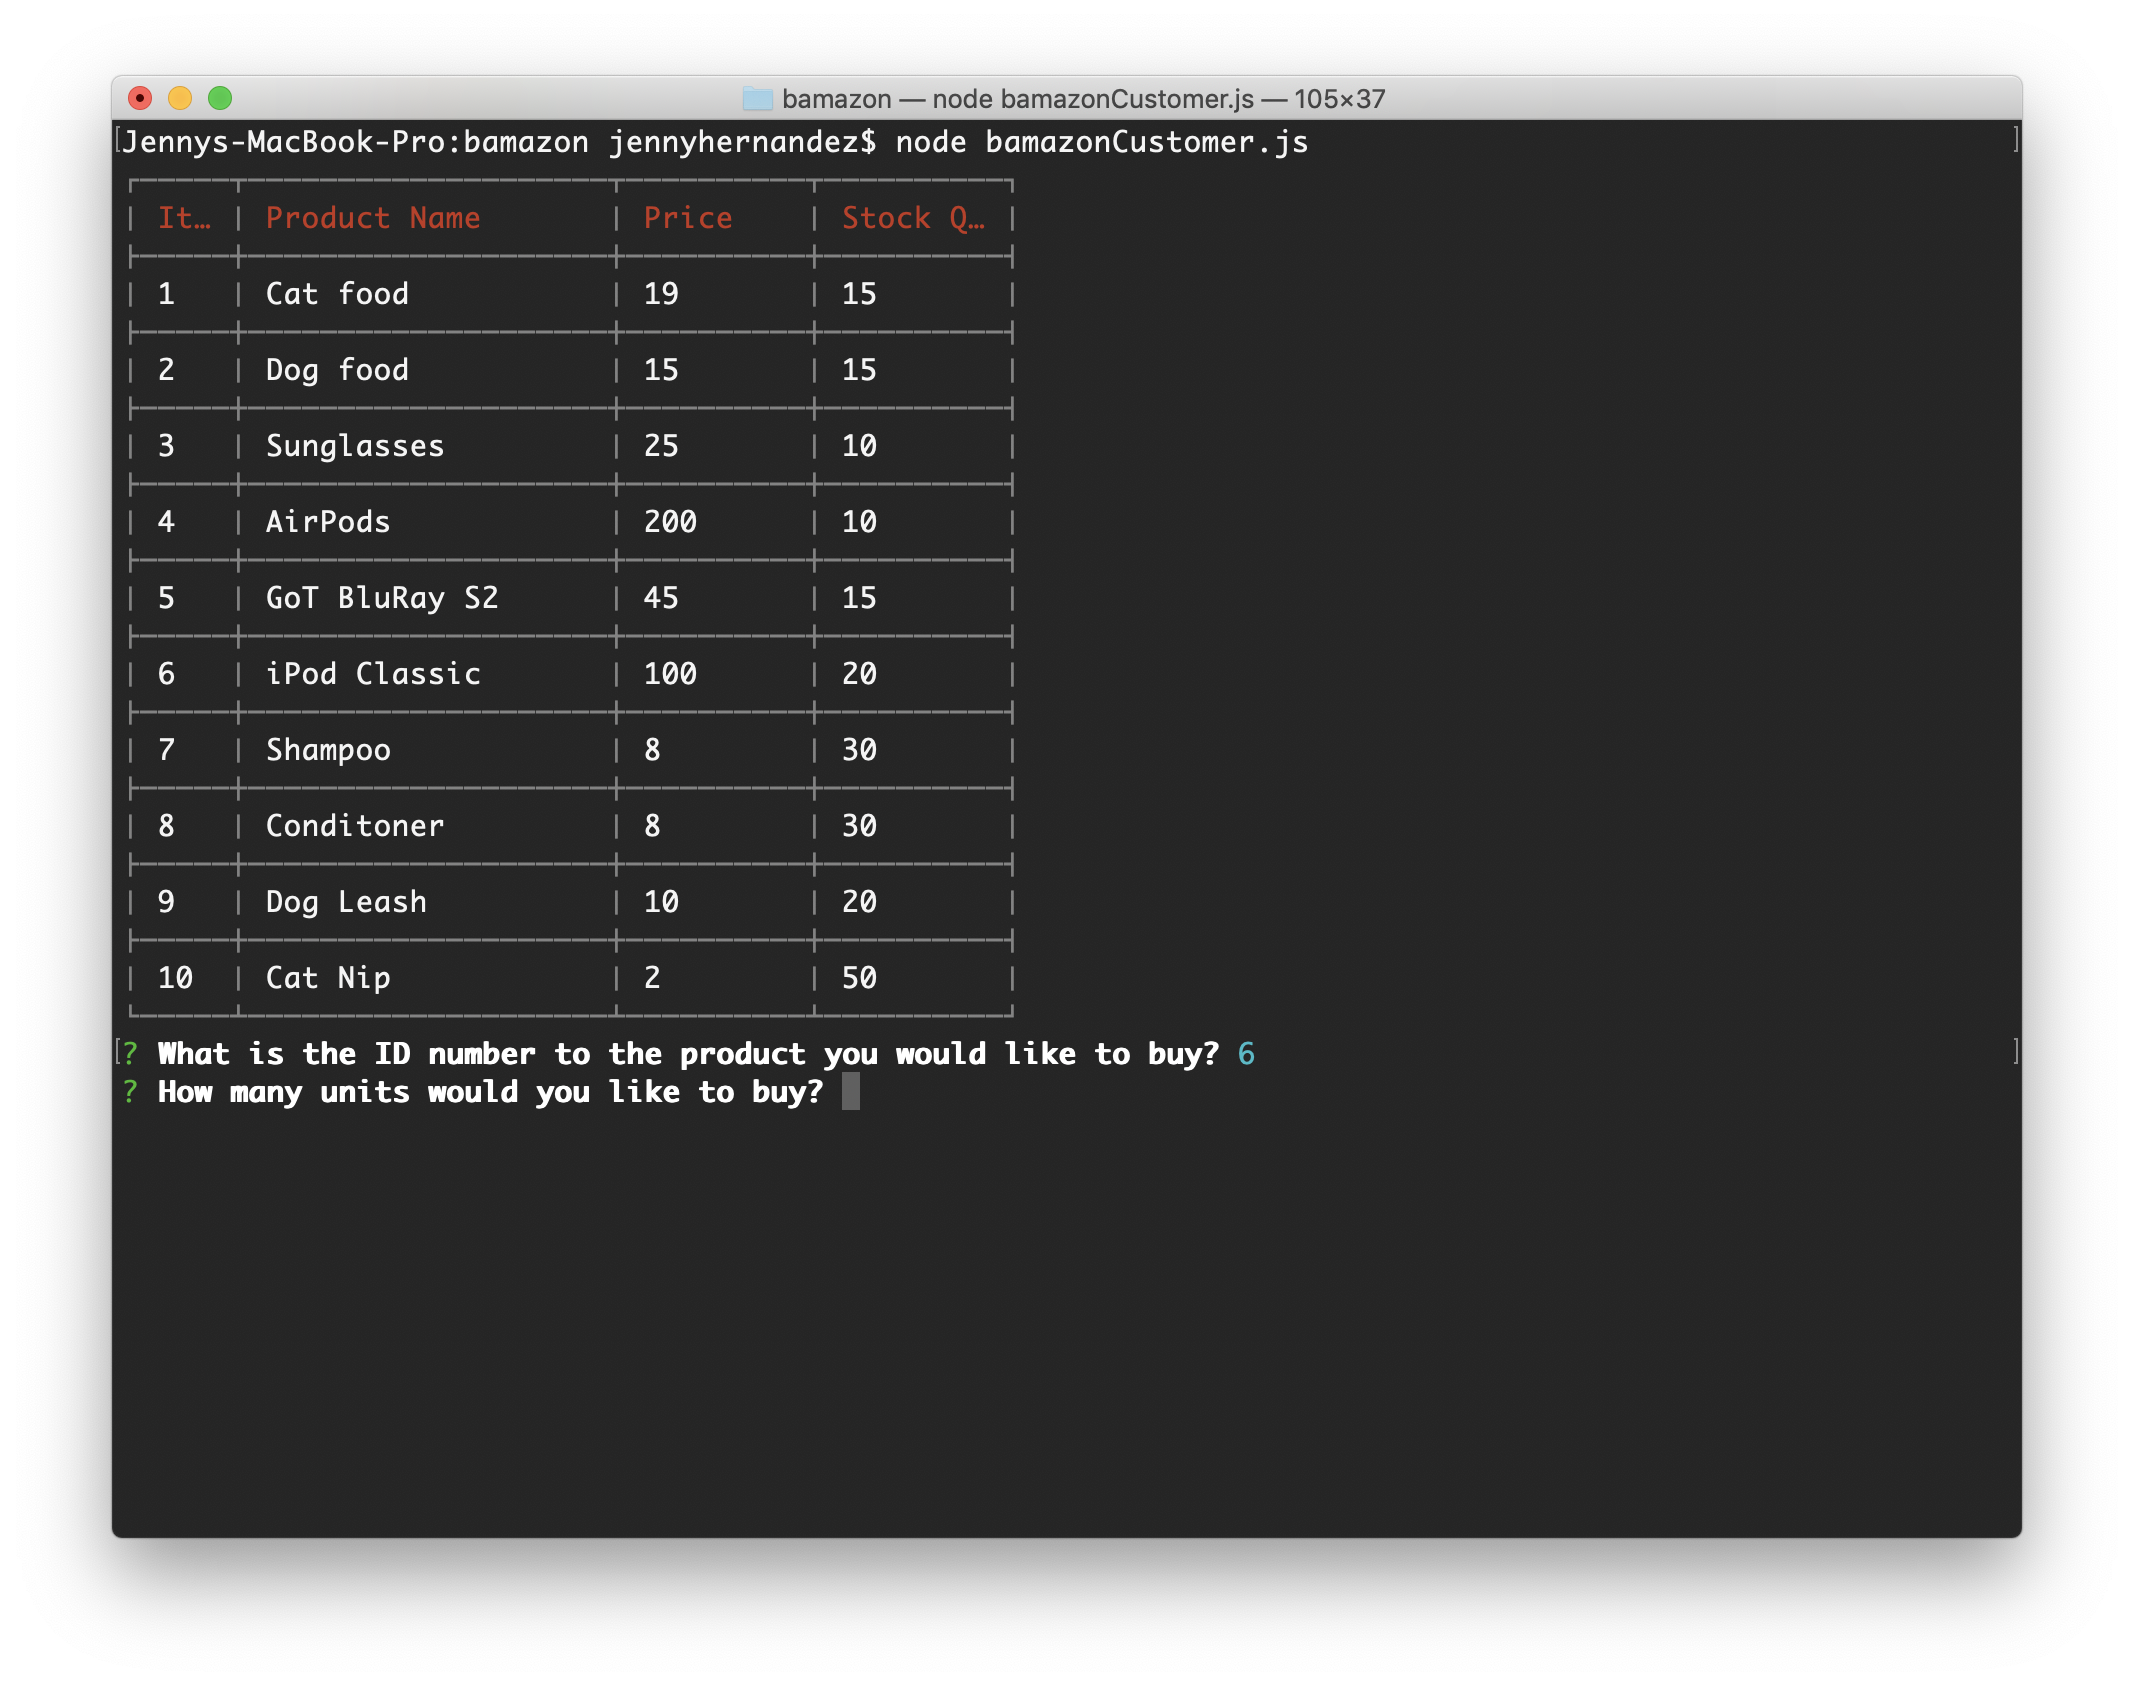 bamazon — node bamazonCustomer.js — 105×37
Jennys-MacBook-Pro:bamazon jennyhernandez$ node bamazonCustomer.js
It… Product Name Price Stock Q…
1 Cat food 19 15
2 Dog food 15 15
3 Sunglasses 25 10
4 AirPods 200 10
5 GoT BluRay S2 45 15
6 iPod Classic 100 20
7 Shampoo 8 30
8 Conditoner 8 30
9 Dog Leash 10 20
10 Cat Nip 2 50
? What is the ID number to the product you would like to buy? 6
? How many units would you like to buy?